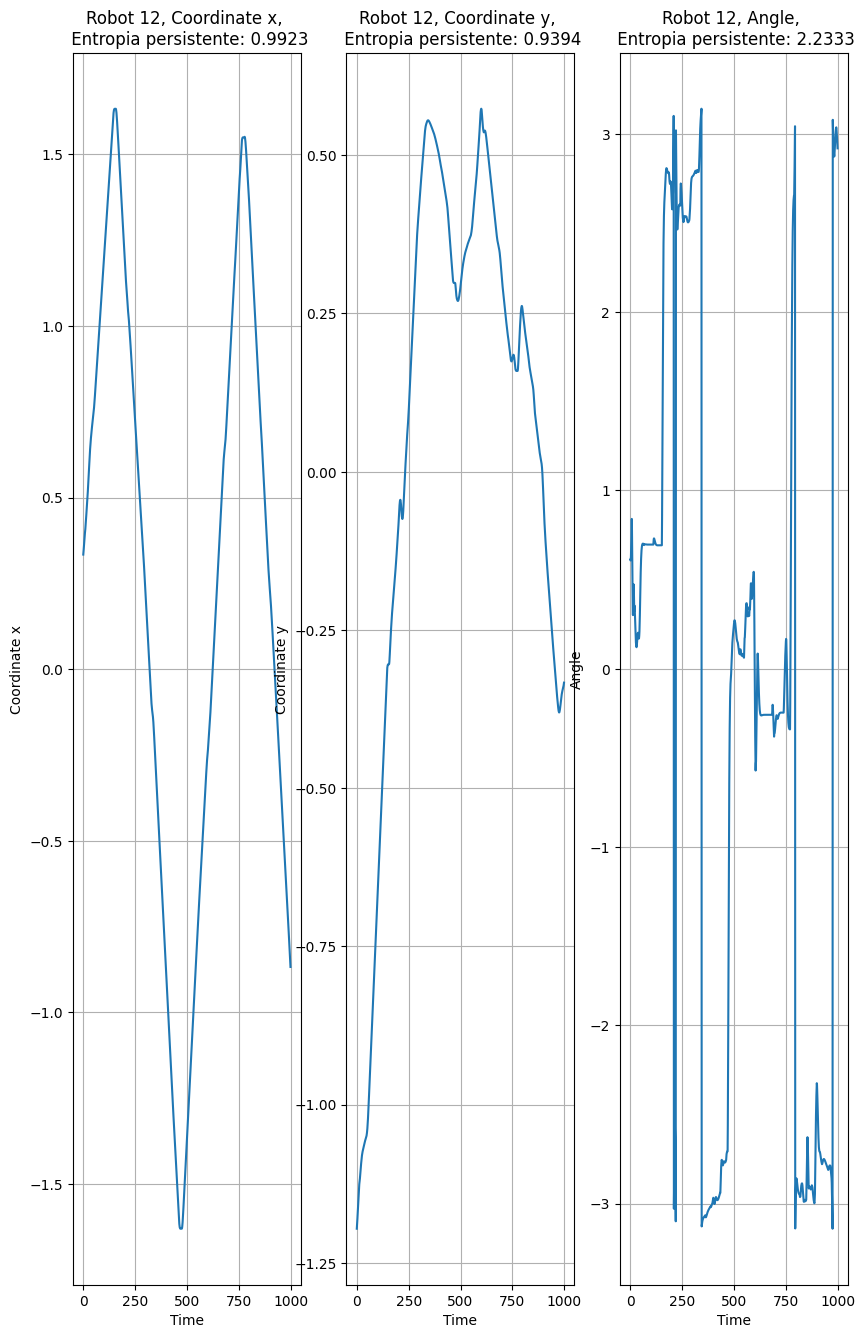 Robot 12, Coordinate x,
Entropia persistente: 0.9923
1.5
1.0
0.5
0.0
−0.5
−1.0
−1.5
Coordinate x
0 250 500 750 1000
Time
Robot 12, Coordinate y,
Entropia persistente: 0.9394
0.50
0.25
0.00
−0.25
−0.50
−0.75
−1.00
−1.25
Coordinate y
0 250 500 750 1000
Time
Robot 12, Angle,
Entropia persistente: 2.2333
3
2
1
0
−1
−2
−3
Angle
0 250 500 750 1000
Time